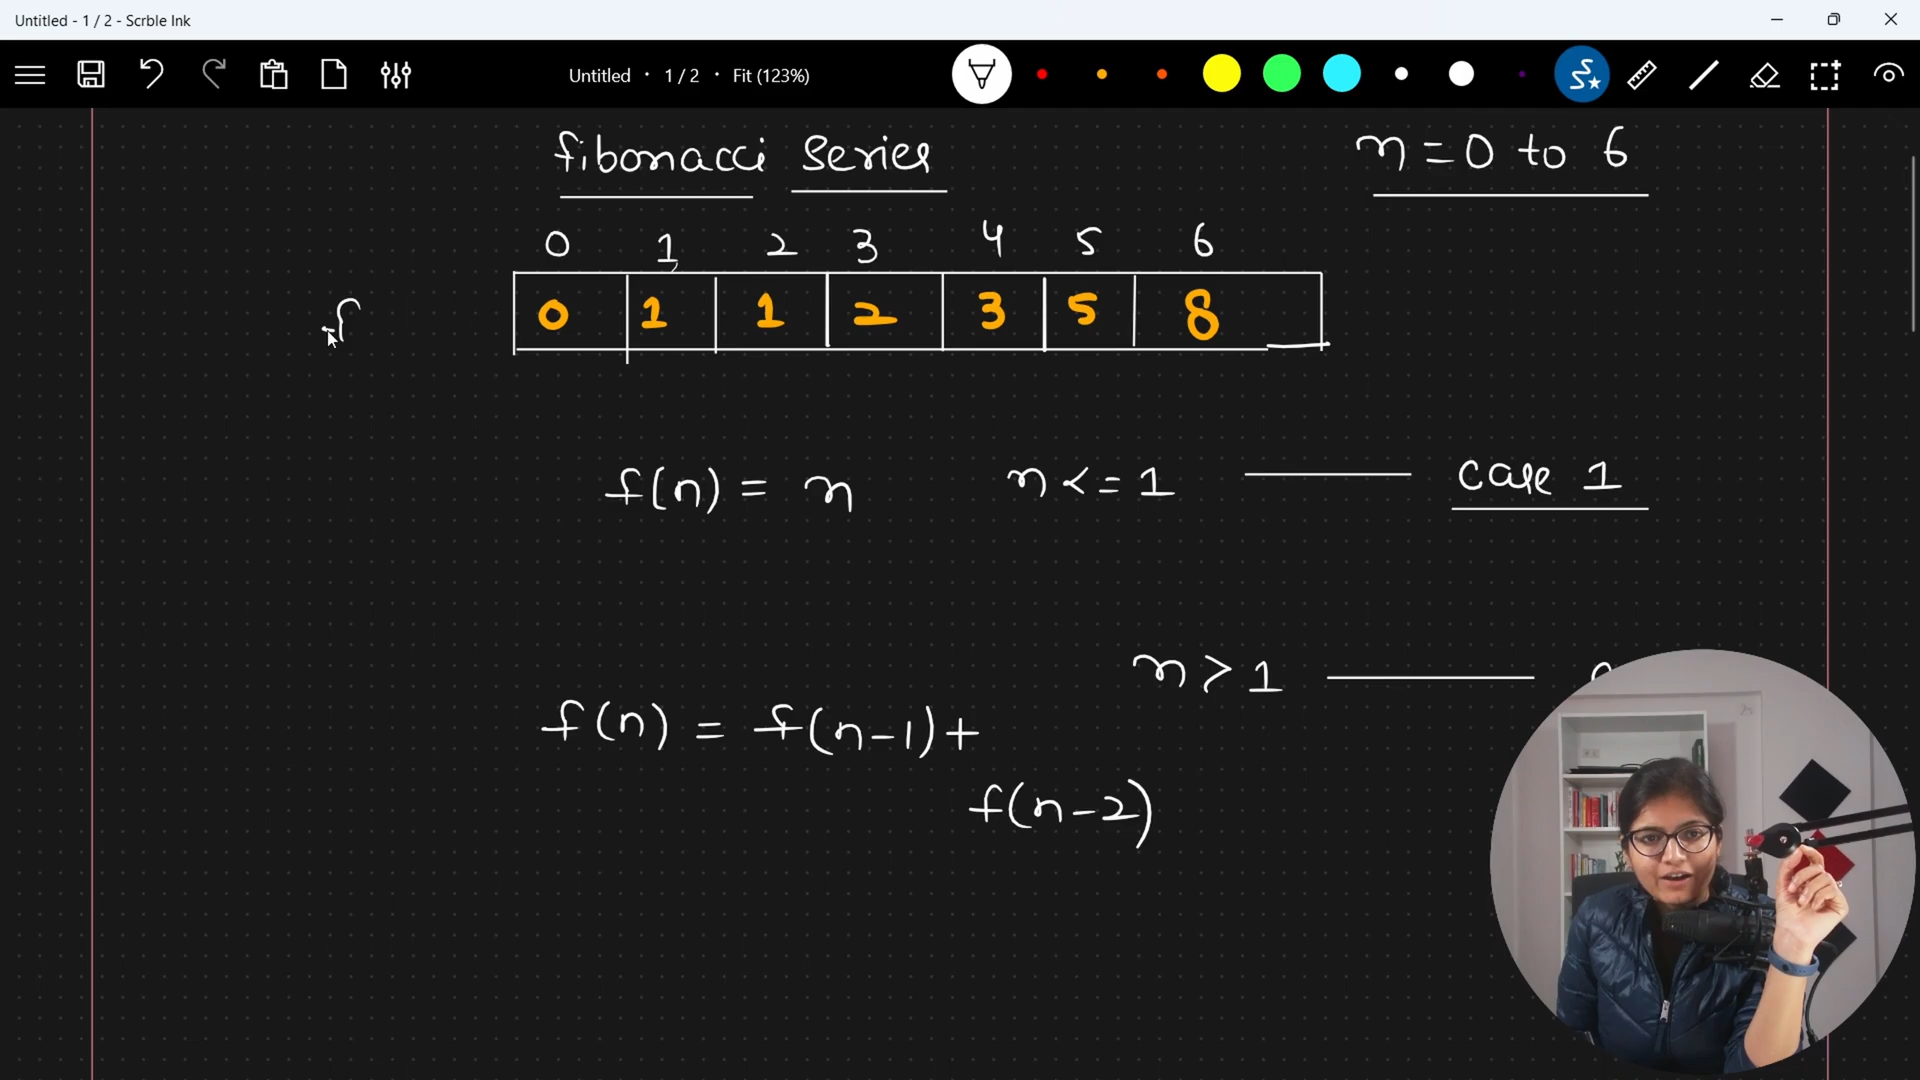 Untitled - 1 / 2 - Scrble Ink
Untitled • 1 / 2 • Fit (123%)
fibonacci series
n = 0 to 6
0 1 2 3 4 5 6
0 1 1 2 3 5 8
f
f(n) = n n <= 1 case 1
n > 1
f(n) = f(n-1) +
f(n-2)